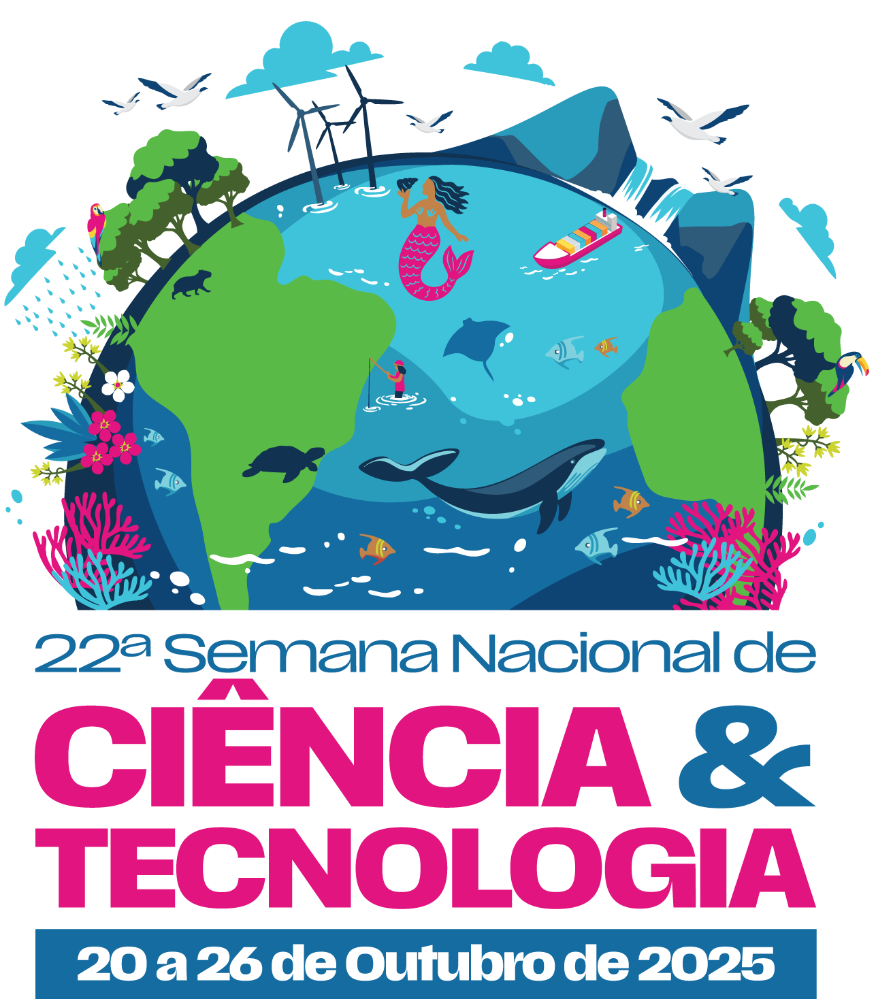 22ª Semana Nacional de
CIÊNCIA &
TECNOLOGIA
20 a 26 de Outubro de 2025